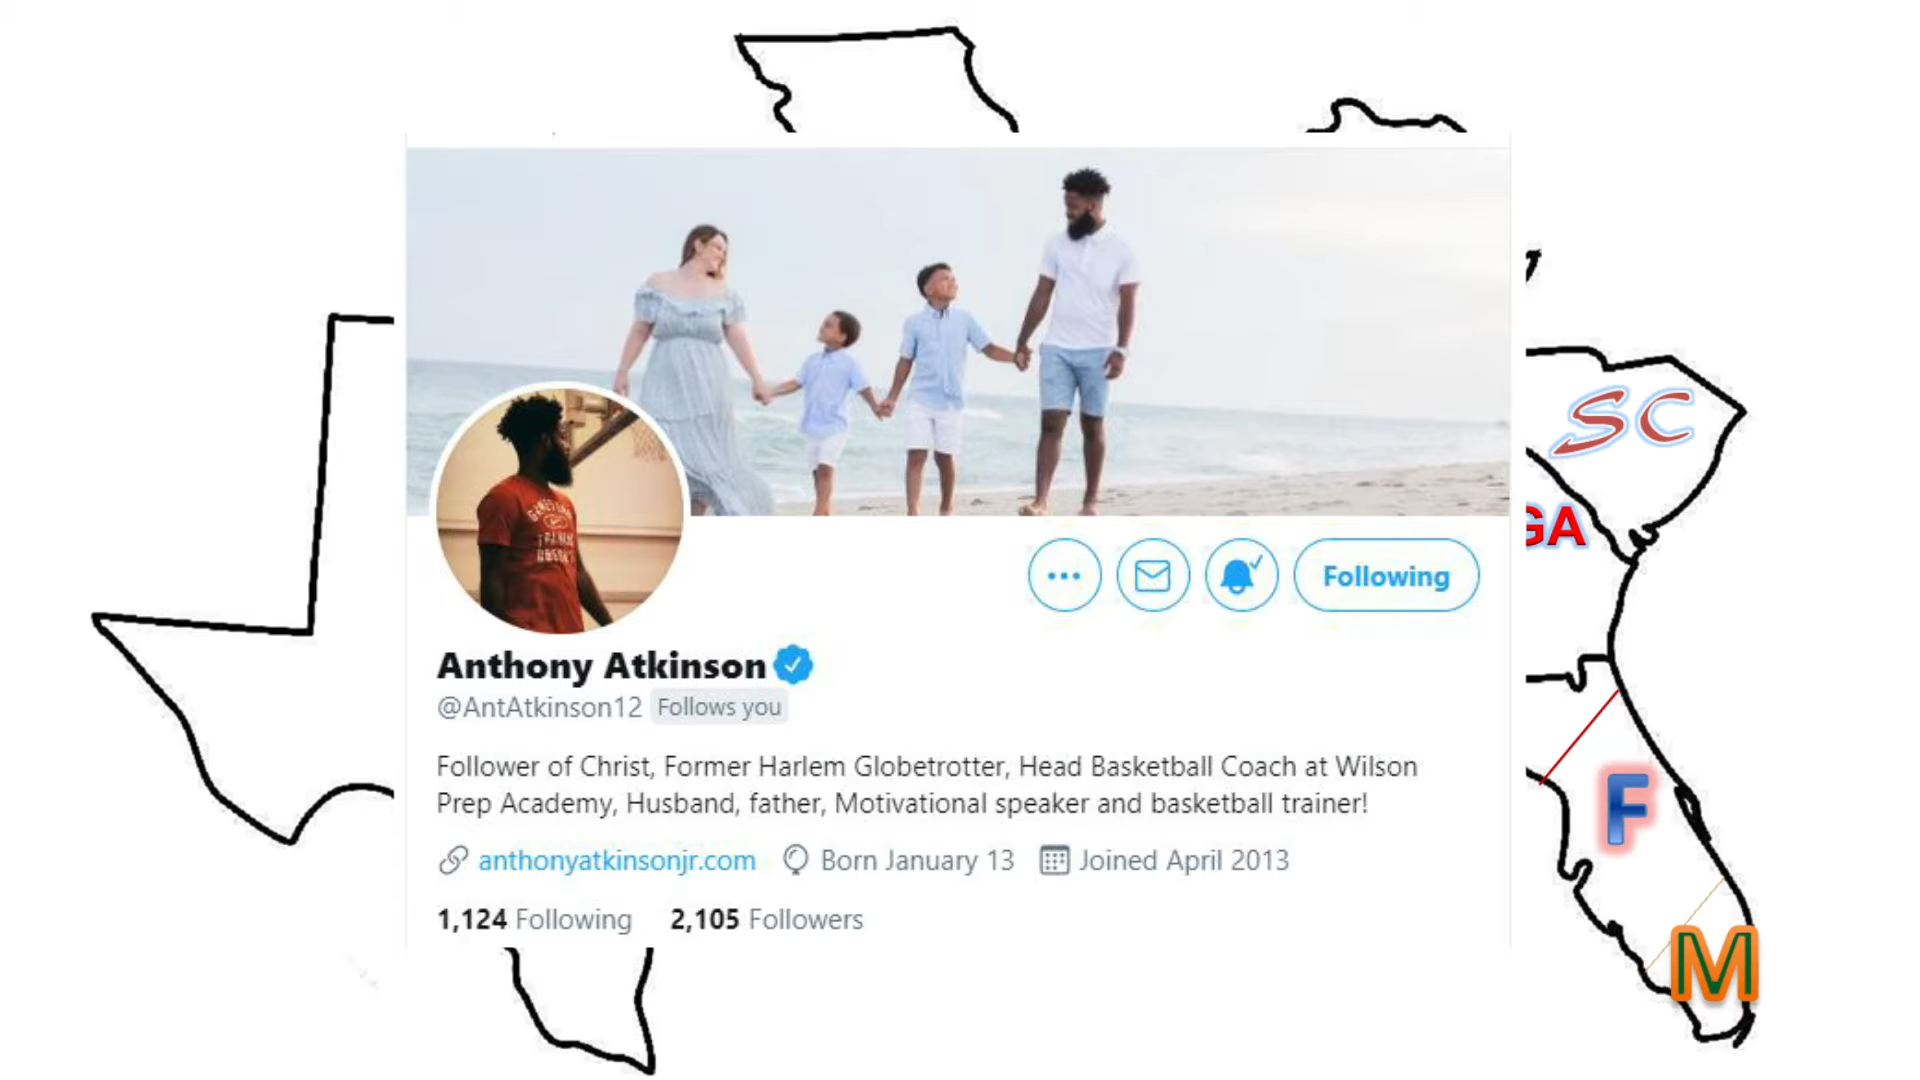 SC
GA
Following
Anthony Atkinson
@AntAtkinson12 Follows you
Follower of Christ, Former Harlem Globetrotter, Head Basketball Coach at Wilson
Prep Academy, Husband, father, Motivational speaker and basketball trainer!
anthonyatkinsonjr.com Born January 13 Joined April 2013
1,124 Following 2,105 Followers
F
M